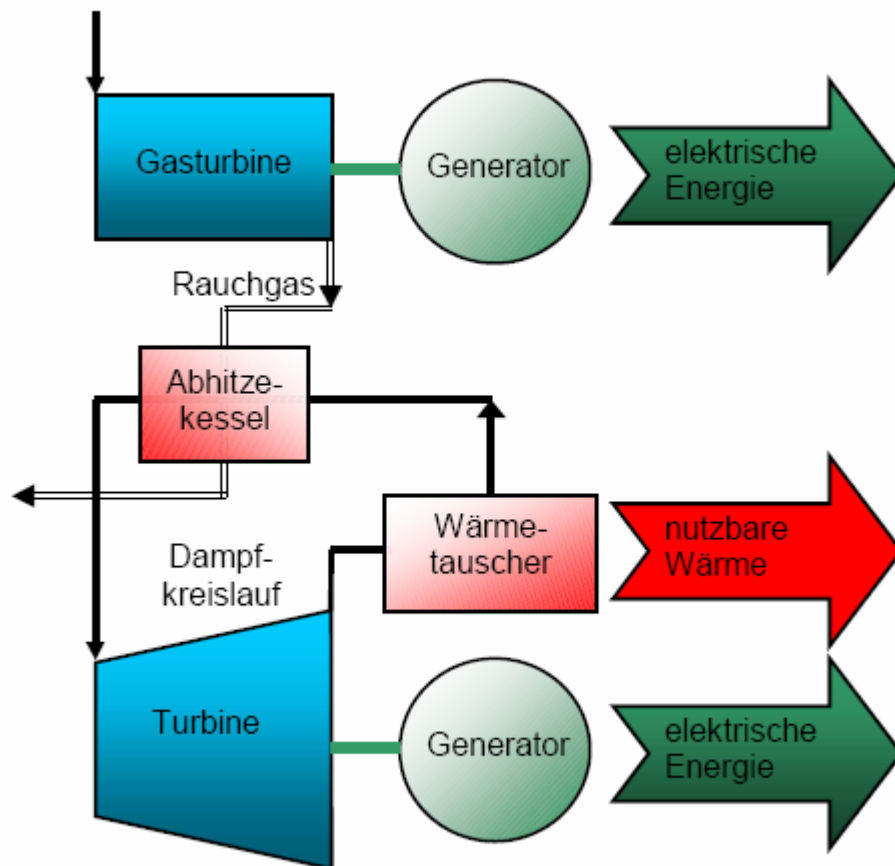 Gasturbine
Generator
elektrische
Energie
Rauchgas
Abhitze-
kessel
Wärme-
tauscher
nutzbare
Wärme
Dampf-
kreislauf
Turbine
Generator
elektrische
Energie